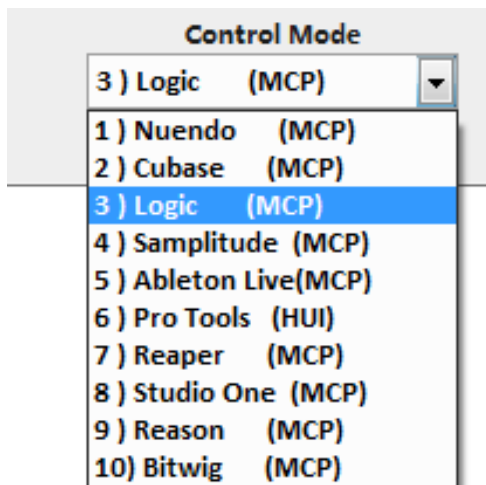 Control Mode
3 ) Logic (MCP)
1 ) Nuendo (MCP)
2 ) Cubase (MCP)
3 ) Logic (MCP)
4 ) Samplitude (MCP)
5 ) Ableton Live(MCP)
6 ) Pro Tools (HUI)
7 ) Reaper (MCP)
8 ) Studio One (MCP)
9 ) Reason (MCP)
10) Bitwig (MCP)